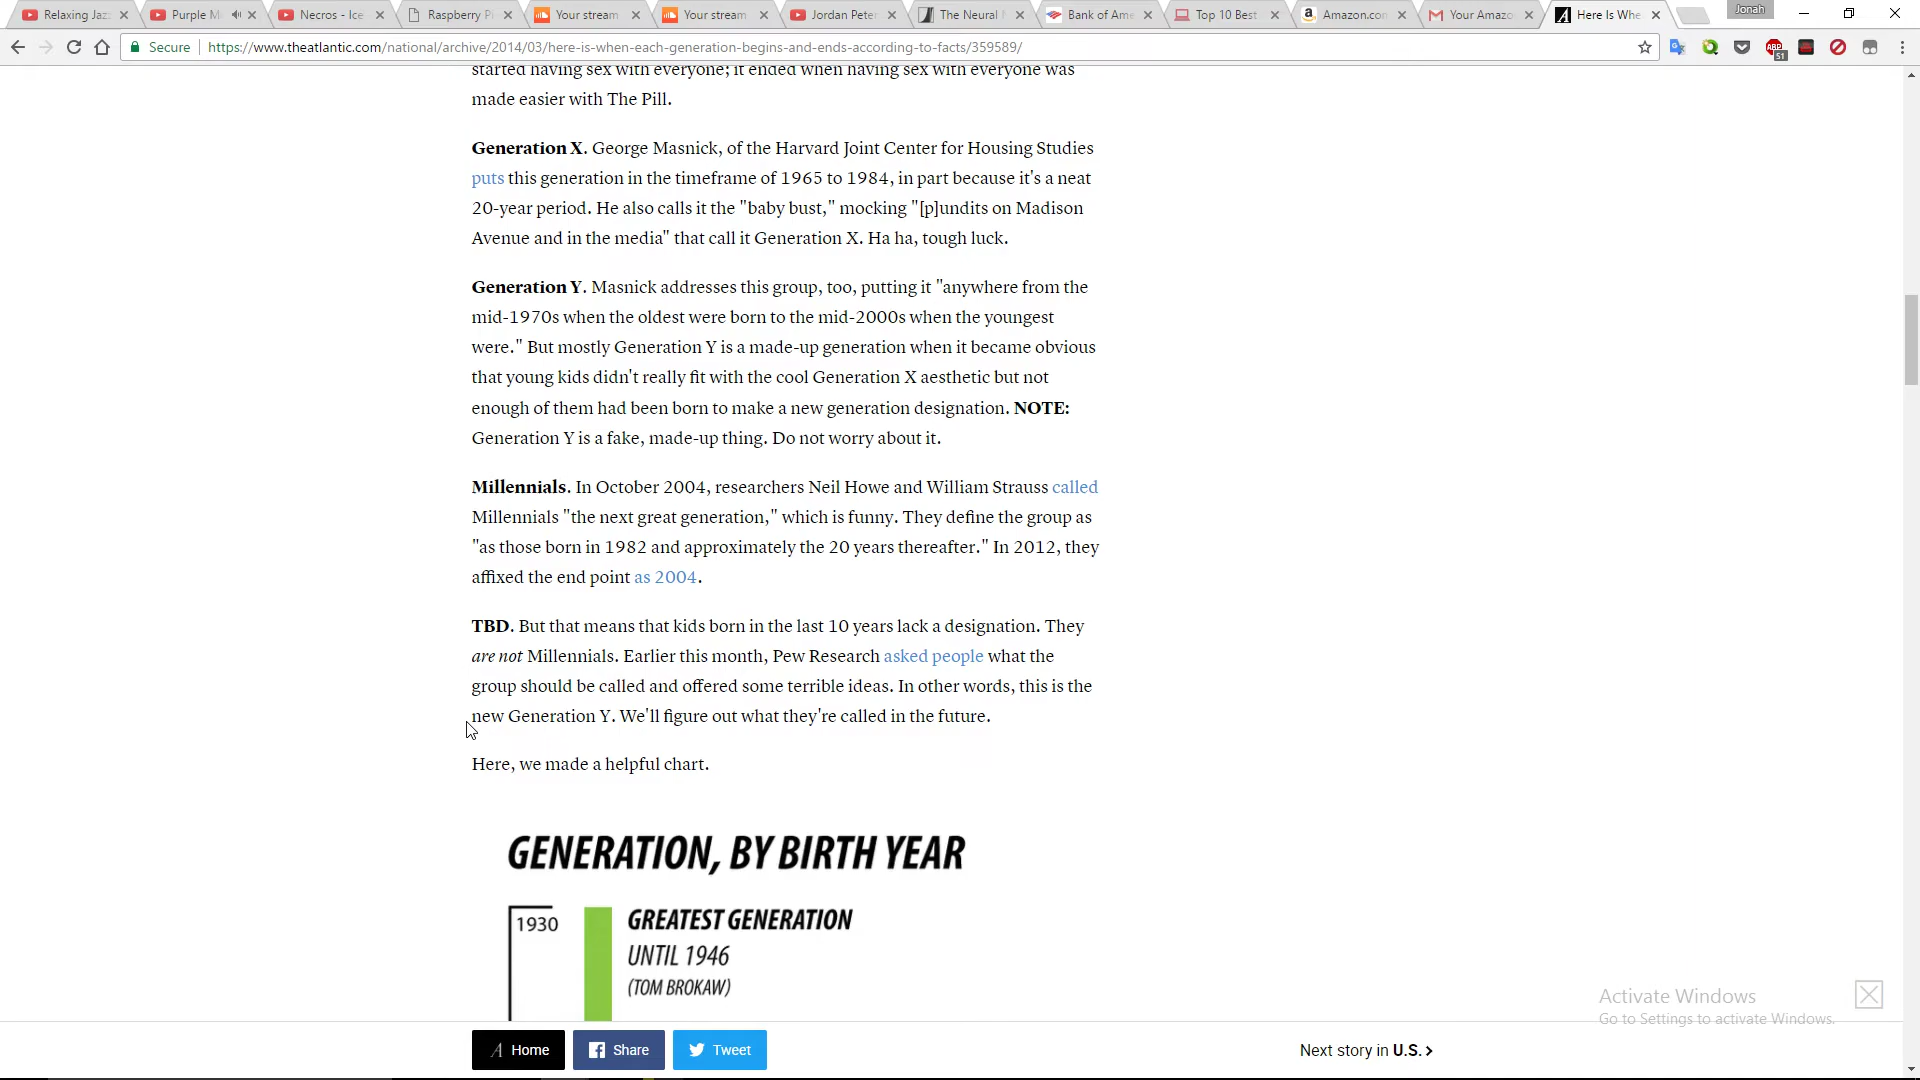 Relaxing Jaz
Purple M
Necros - Ice
Raspberry P
Your stream
Your stream
Jordan Peter
The Neural
Bank of Ame
Top 10 Best
Amazon.co
Your Amazo
Here Is Whe
Jonah
Secure
https://www.theatlantic.com/national/archive/2014/03/here-is-when-each-generation-begins-and-ends-according-to-facts/359589/
ABP
51
started having sex with everyone; it ended when having sex with everyone was
made easier with The Pill.
Generation X. George Masnick, of the Harvard Joint Center for Housing Studies
puts this generation in the timeframe of 1965 to 1984, in part because it's a neat
20-year period. He also calls it the "baby bust," mocking "[p]undits on Madison
Avenue and in the media" that call it Generation X. Ha ha, tough luck.
Generation Y. Masnick addresses this group, too, putting it "anywhere from the
mid-1970s when the oldest were born to the mid-2000s when the youngest
were." But mostly Generation Y is a made-up generation when it became obvious
that young kids didn't really fit with the cool Generation X aesthetic but not
enough of them had been born to make a new generation designation. NOTE:
Generation Y is a fake, made-up thing. Do not worry about it.
Millennials. In October 2004, researchers Neil Howe and William Strauss called
Millennials "the next great generation," which is funny. They define the group as
"as those born in 1982 and approximately the 20 years thereafter." In 2012, they
affixed the end point as 2004.
TBD. But that means that kids born in the last 10 years lack a designation. They
are not Millennials. Earlier this month, Pew Research asked people what the
group should be called and offered some terrible ideas. In other words, this is the
new Generation Y. We'll figure out what they're called in the future.
Here, we made a helpful chart.
GENERATION, BY BIRTH YEAR
1930
GREATEST GENERATION
UNTIL 1946
(TOM BROKAW)
Activate Windows
Go to Settings to activate Windows.
Home
Share
Tweet
Next story in U.S.